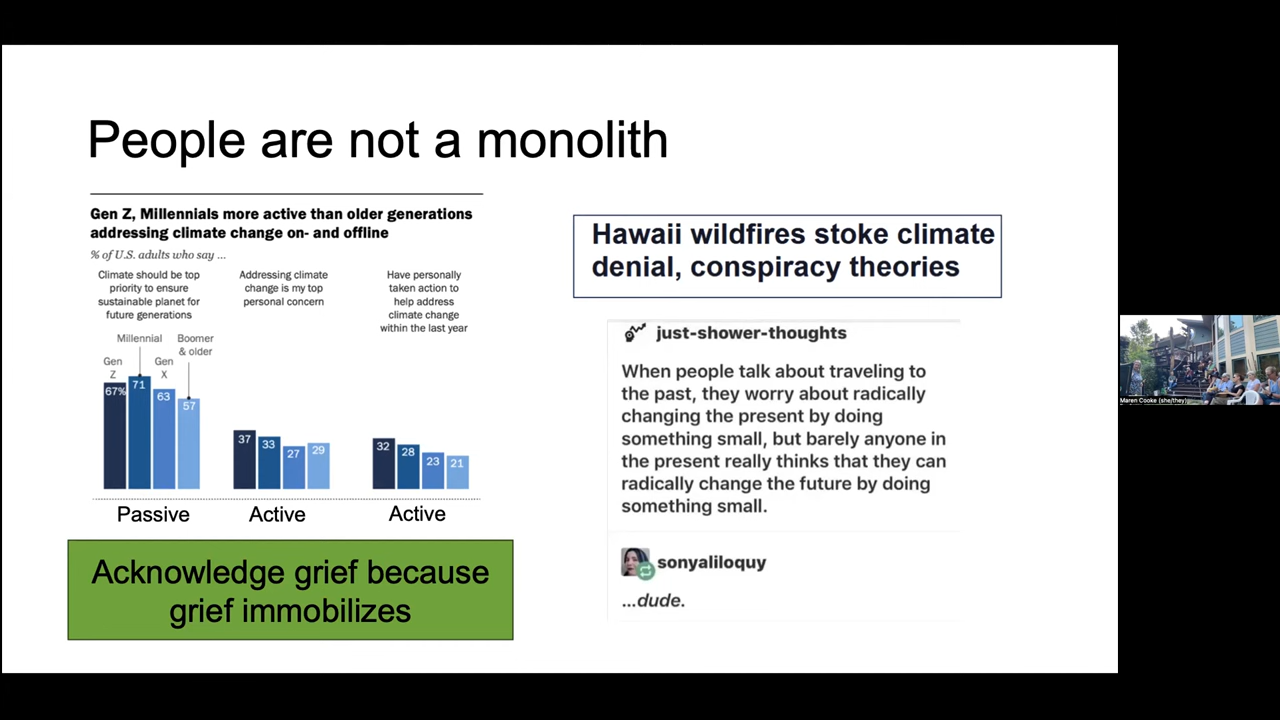 People are not a monolith
Gen Z, Millennials more active than older generations
addressing climate change on- and offline
% of U.S. adults who say ...
Climate should be top
priority to ensure
sustainable planet for
future generations
Addressing climate
change is my top
personal concern
Have personally
taken action to
help address
climate change
within the last year
Millennial
Boomer
& older
Gen
Z
Gen
X
67%
71
63
57
37
33
27
29
32
28
23
21
Passive
Active
Active
Acknowledge grief because
grief immobilizes
Hawaii wildfires stoke climate
denial, conspiracy theories
just-shower-thoughts
When people talk about traveling to
the past, they worry about radically
changing the present by doing
something small, but barely anyone in
the present really thinks that they can
radically change the future by doing
something small.
sonyaliloquy
...dude.
Maren Cooke (she/they)